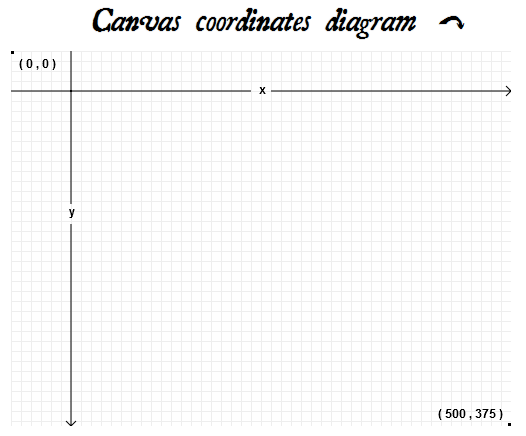 Canvas coordinates diagram
( 0 , 0 )
x
y
( 500 , 375 )